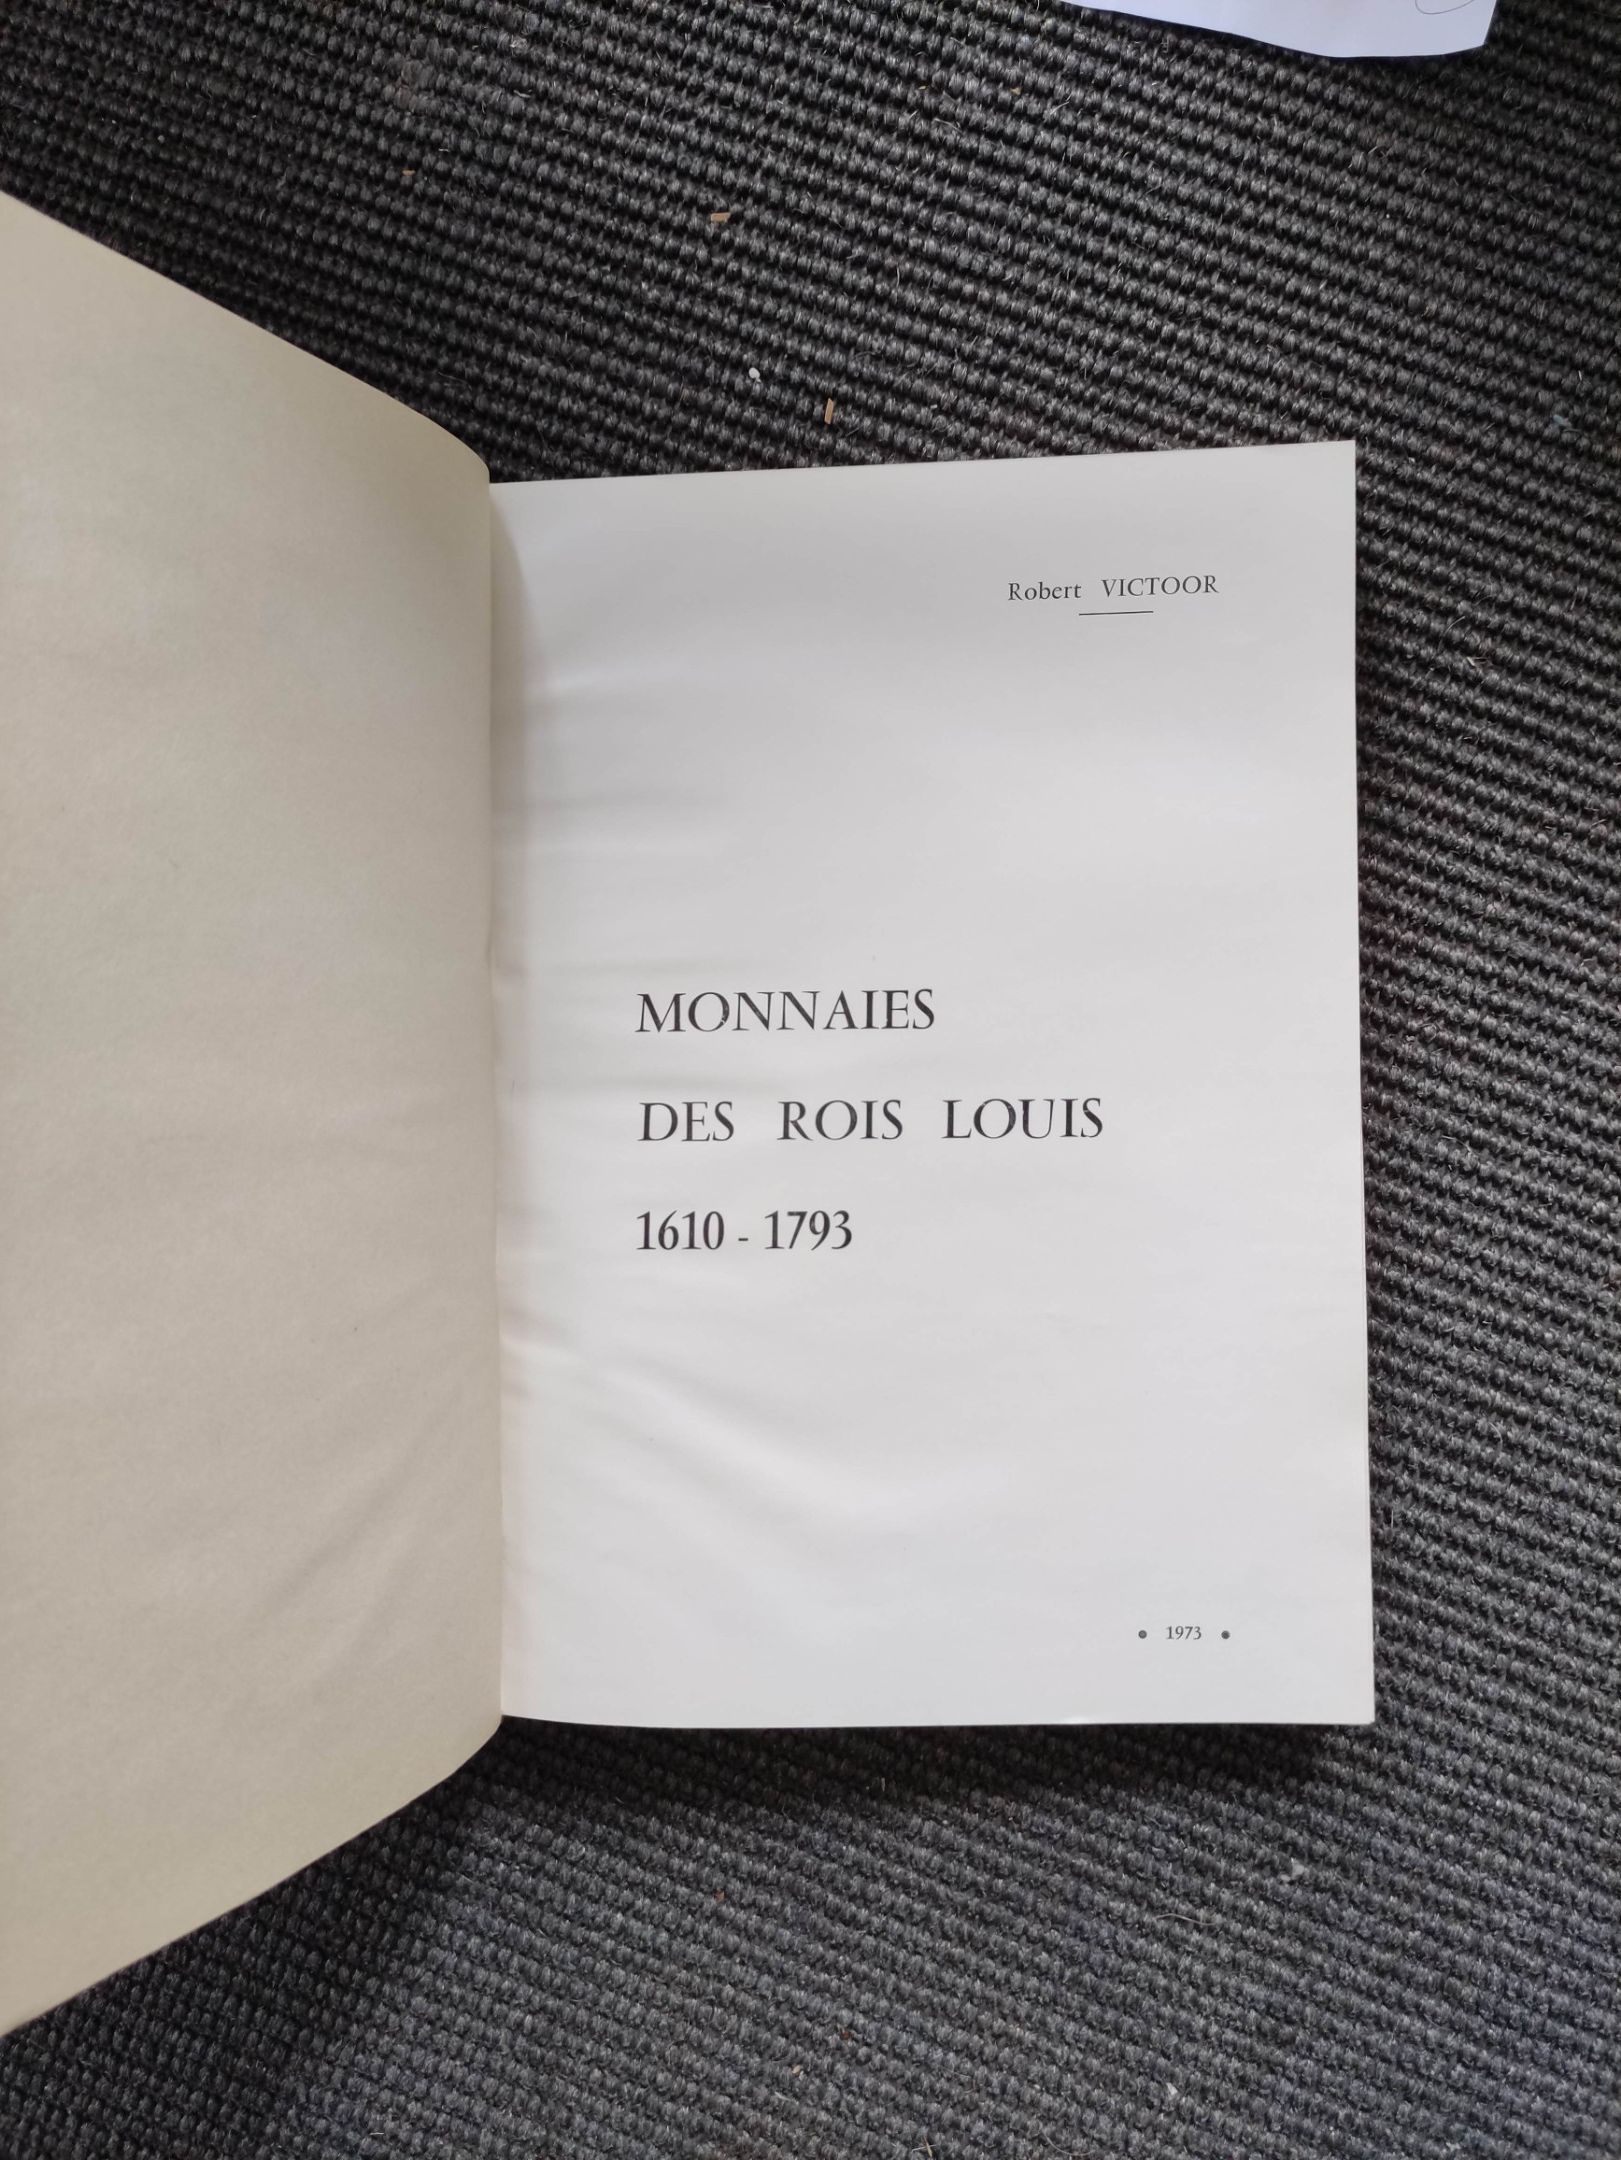 Robert VICTOOR
MONNAIES
DES ROIS LOUIS
1610 - 1793
• 1973 •